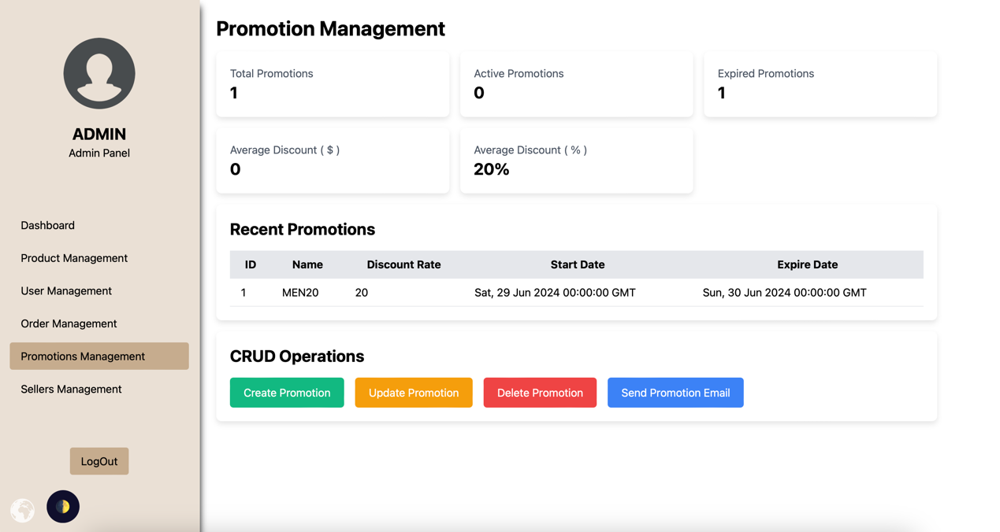 ADMIN
Admin Panel
Dashboard
Product Management
User Management
Order Management
Promotions Management
Sellers Management
LogOut
Promotion Management
Total Promotions
1
Active Promotions
0
Expired Promotions
1
Average Discount ( $ )
0
Average Discount ( % )
20%
Recent Promotions
ID Name Discount Rate Start Date Expire Date
1 MEN20 20 Sat, 29 Jun 2024 00:00:00 GMT Sun, 30 Jun 2024 00:00:00 GMT
CRUD Operations
Create Promotion Update Promotion Delete Promotion Send Promotion Email